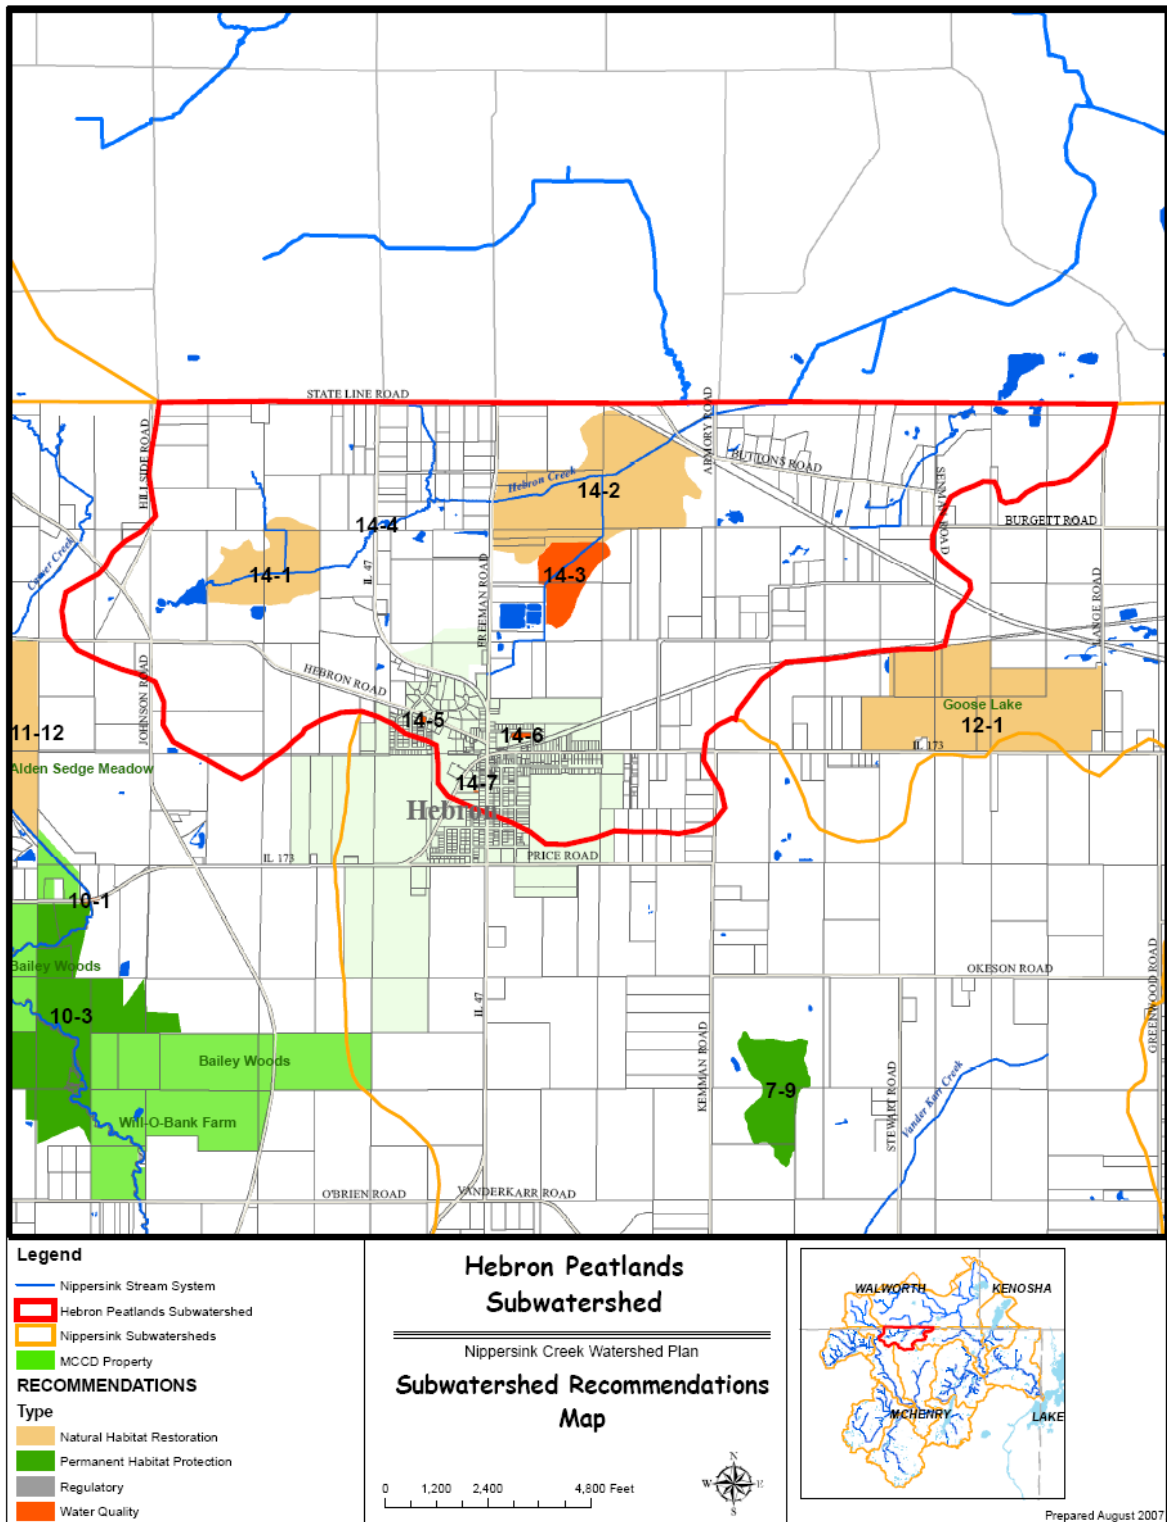 STATE LINE ROAD
HILLSIDE ROAD
ARMORY ROAD
BUTTONS ROAD
SENMAN ROAD
BURGETT ROAD
LANGE ROAD
Hebron Creek
14-2
14-4
14-1
14-3
IL 47
FREEMAN ROAD
HEBRON ROAD
JOHNSON ROAD
11-12
Alden Sedge Meadow
14-5
14-6
14-7
Hebron
Goose Lake
12-1
IL 173
IL 173
PRICE ROAD
10-1
Bailey Woods
10-3
Bailey Woods
Will-O-Bank Farm
IL 47
KEMMAN ROAD
7-9
STEWART ROAD
Vander Karr Creek
OKESON ROAD
GREENWOOD ROAD
O'BRIEN ROAD
VANDERKARR ROAD
Legend
Nippersink Stream System
Hebron Peatlands Subwatershed
Nippersink Subwatersheds
MCCD Property
RECOMMENDATIONS
Type
Natural Habitat Restoration
Permanent Habitat Protection
Regulatory
Water Quality
Hebron Peatlands
Subwatershed
Nippersink Creek Watershed Plan
Subwatershed Recommendations
Map
0 1,200 2,400 4,800 Feet
N
W E
S
WALWORTH
KENOSHA
MCHENRY
LAKE
Prepared August 2007